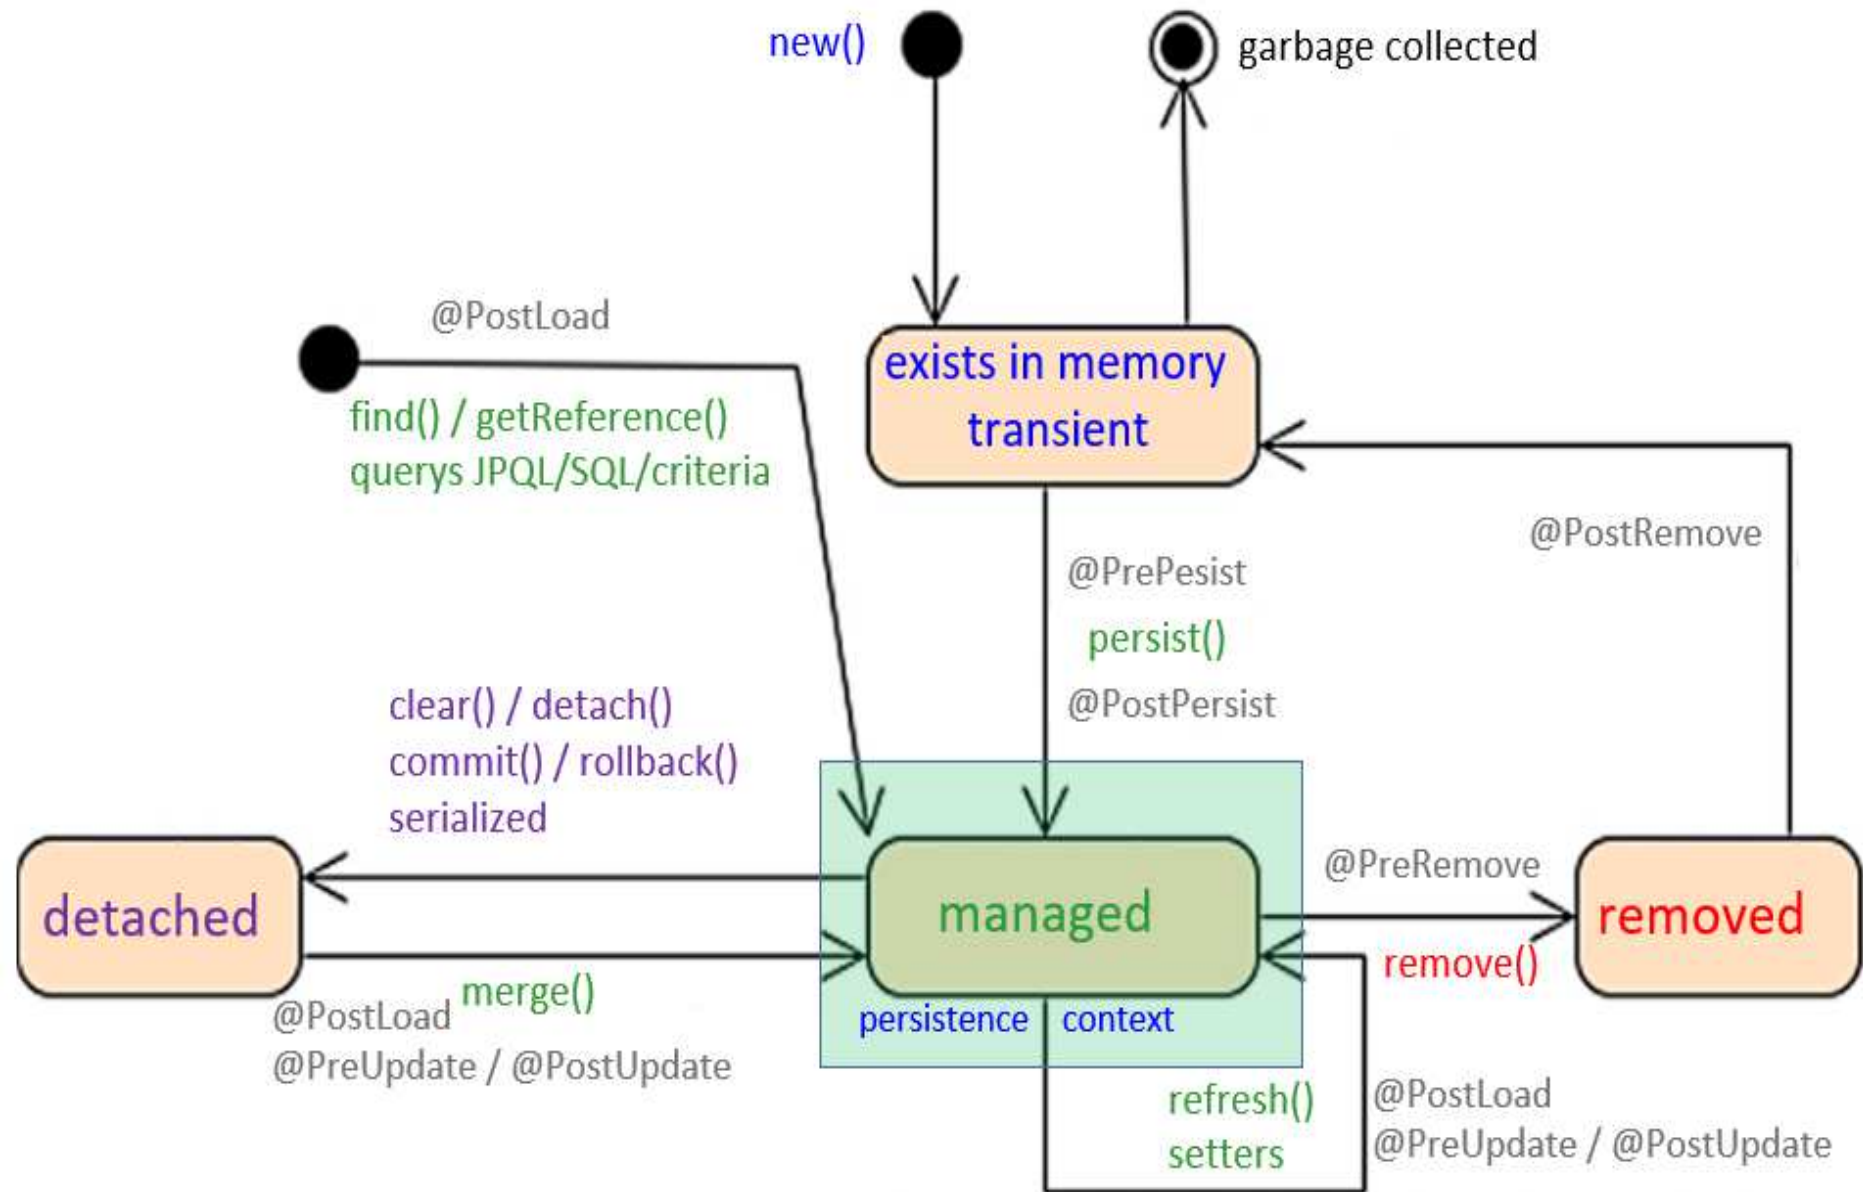 new()
garbage collected
@PostLoad
find() / getReference()
querys JPQL/SQL/criteria
exists in memory
transient
@PostRemove
@PrePesist
persist()
@PostPersist
clear() / detach()
commit() / rollback()
serialized
detached
managed
@PreRemove
removed
remove()
merge()
@PostLoad
@PreUpdate / @PostUpdate
persistence context
refresh()
setters
@PostLoad
@PreUpdate / @PostUpdate